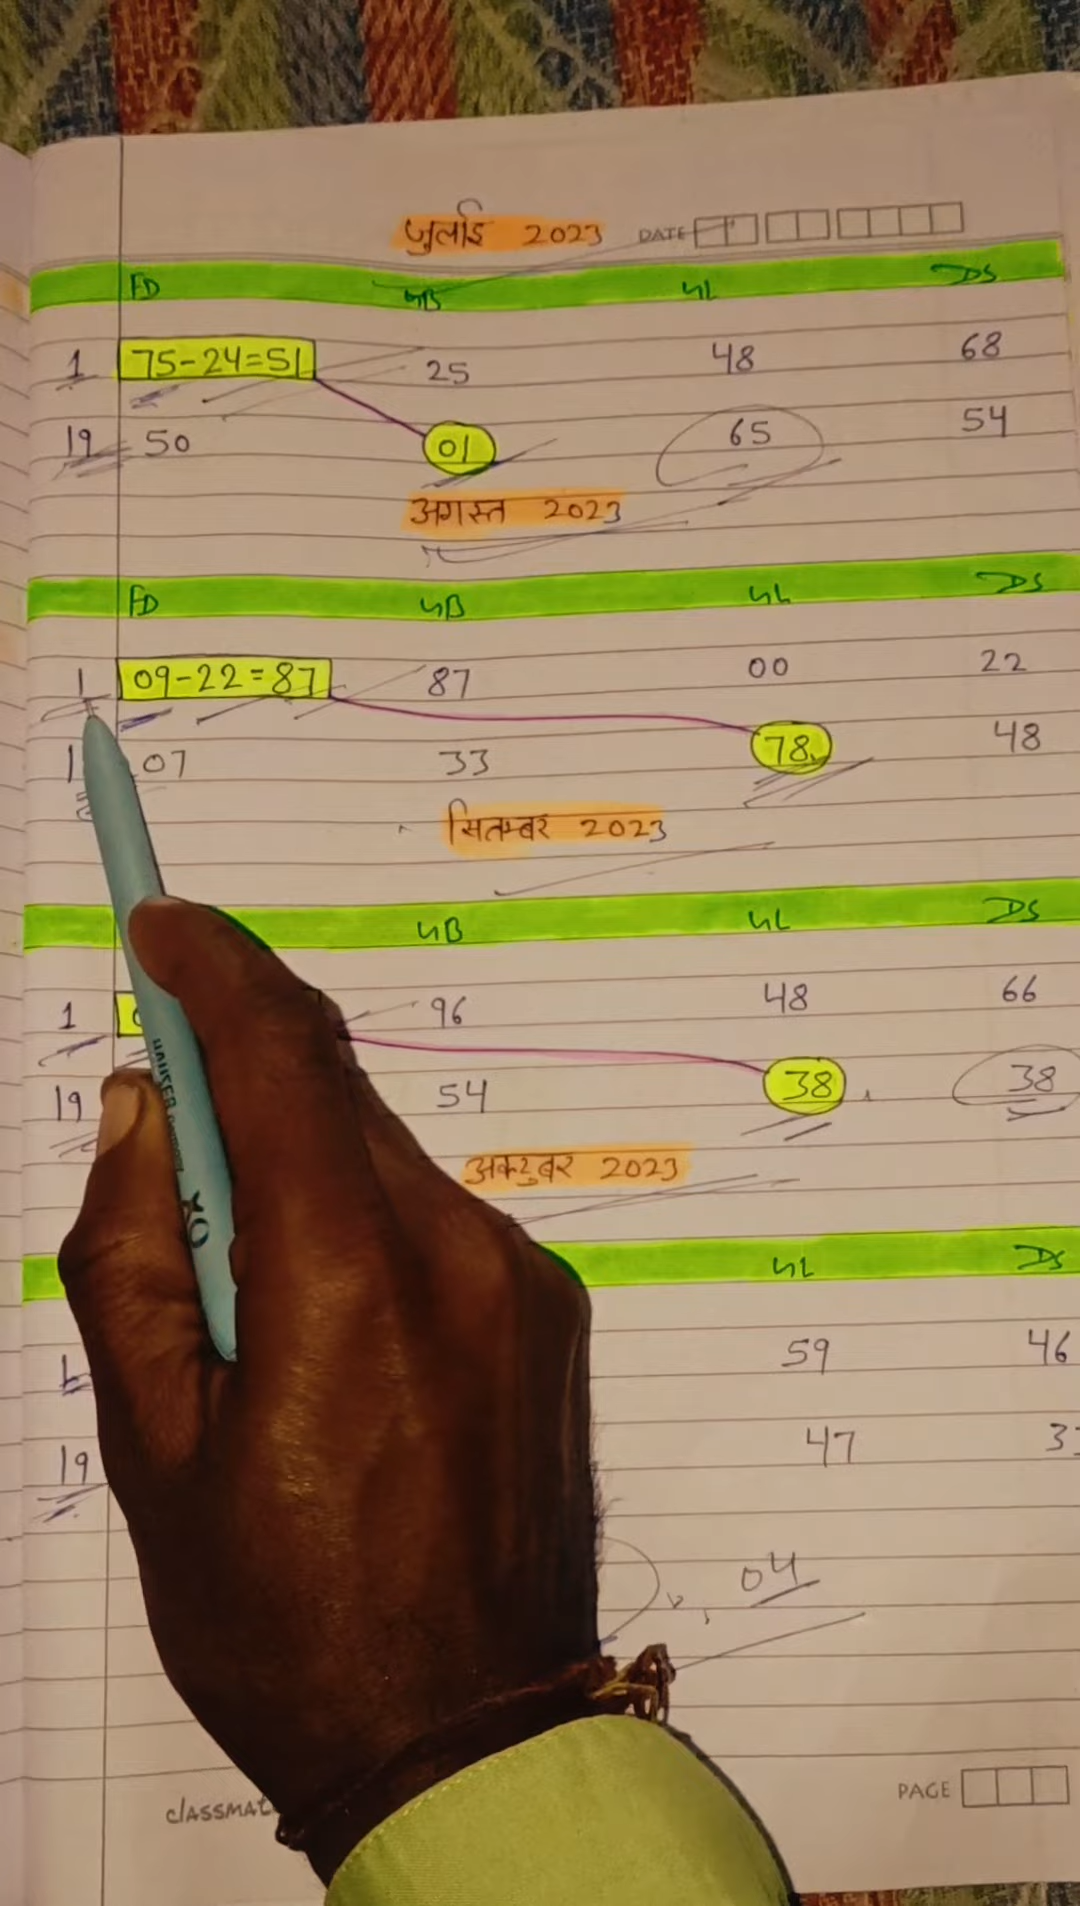 जुलाई 2023 DATE
FD GB GL DS
1 75-24=51 25 48 68
19 50 01 65 54
अगस्त 2023
FD GB GL DS
1 09-22=87 87 00 22
1 07 33 78 48
सितम्बर 2023
GB GL DS
1 96 48 66
19 54 38 38
अक्टुबर 2023
GL DS
1 59 46
19 47 3
04
PAGE